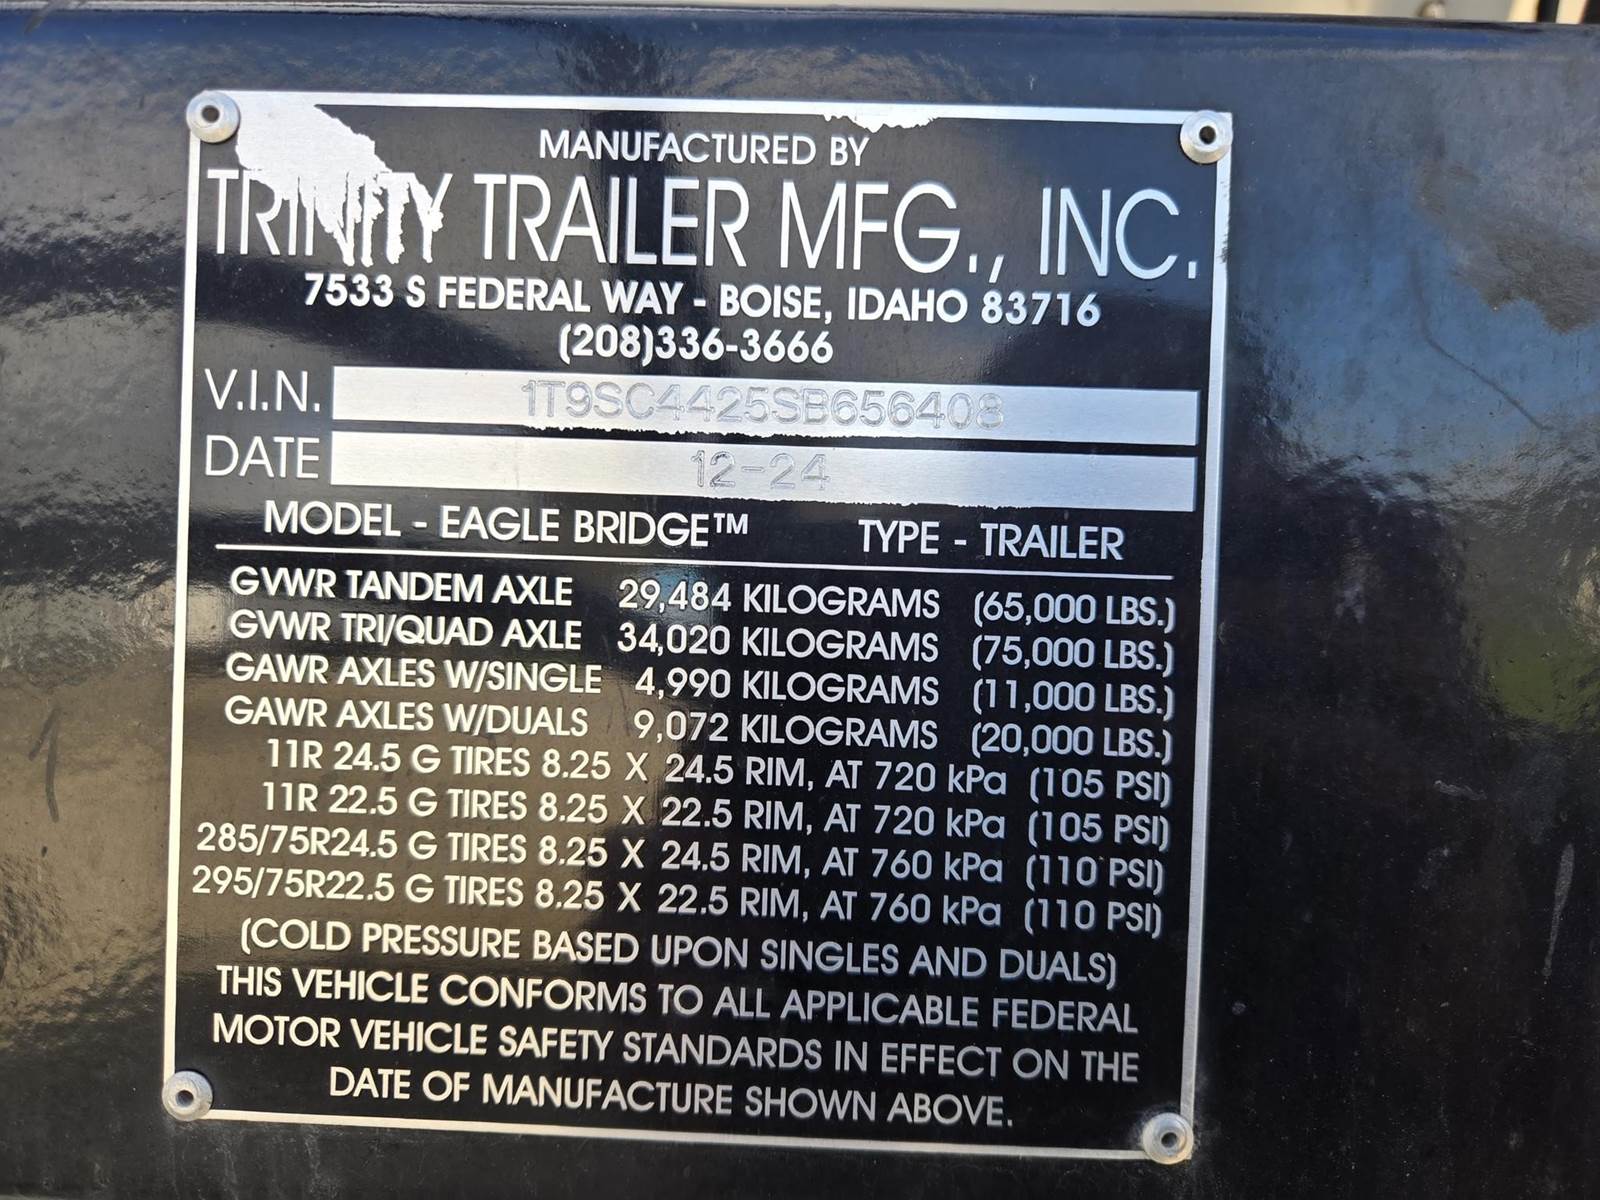 MANUFACTURED BY
TRINITY TRAILER MFG., INC.
7533 S FEDERAL WAY - BOISE, IDAHO 83716
(208)336-3666
V.I.N. 1T9SC4425SB656408
DATE 12-24
MODEL - EAGLE BRIDGE™ TYPE - TRAILER
GVWR TANDEM AXLE 29,484 KILOGRAMS (65,000 LBS.)
GVWR TRI/QUAD AXLE 34,020 KILOGRAMS (75,000 LBS.)
GAWR AXLES W/SINGLE 4,990 KILOGRAMS (11,000 LBS.)
GAWR AXLES W/DUALS 9,072 KILOGRAMS (20,000 LBS.)
11R 24.5 G TIRES 8.25 X 24.5 RIM, AT 720 kPa (105 PSI)
11R 22.5 G TIRES 8.25 X 22.5 RIM, AT 720 kPa (105 PSI)
285/75R24.5 G TIRES 8.25 X 24.5 RIM, AT 760 kPa (110 PSI)
295/75R22.5 G TIRES 8.25 X 22.5 RIM, AT 760 kPa (110 PSI)
(COLD PRESSURE BASED UPON SINGLES AND DUALS)
THIS VEHICLE CONFORMS TO ALL APPLICABLE FEDERAL
MOTOR VEHICLE SAFETY STANDARDS IN EFFECT ON THE
DATE OF MANUFACTURE SHOWN ABOVE.